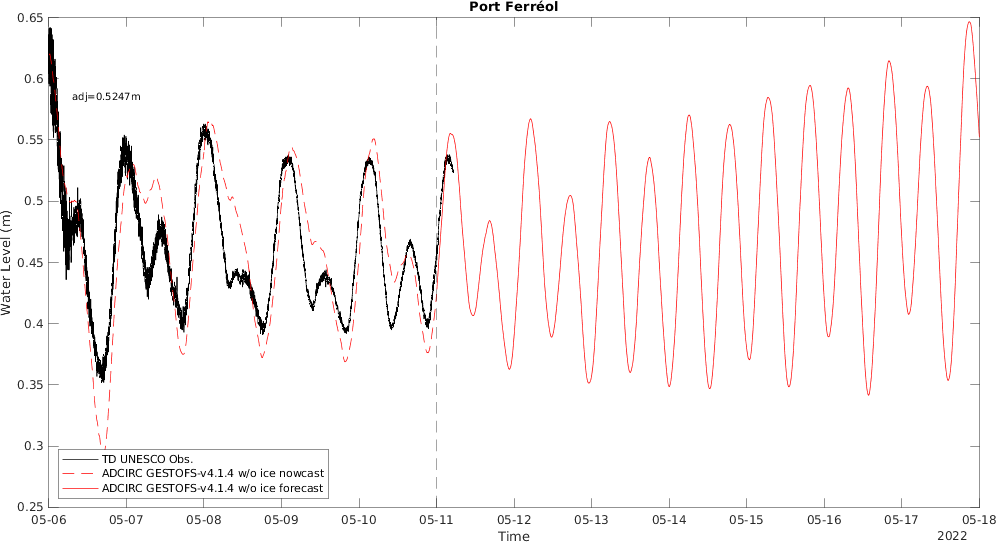 Port Ferréol
0.65
0.6
0.55
0.5
0.45
0.4
0.35
0.3
0.25
Water Level (m)
adj=0.5247m
TD UNESCO Obs.
ADCIRC GESTOFS-v4.1.4 w/o ice nowcast
ADCIRC GESTOFS-v4.1.4 w/o ice forecast
05-06 05-07 05-08 05-09 05-10 05-11 05-12 05-13 05-14 05-15 05-16 05-17 05-18
Time
2022